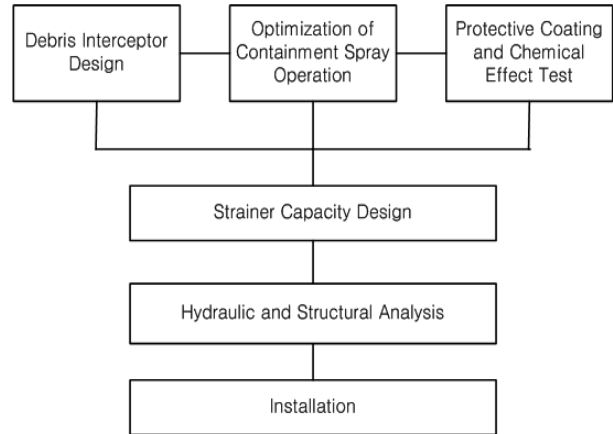 Debris Interceptor
Design
Optimization of
Containment Spray
Operation
Protective Coating
and Chemical
Effect Test
Strainer Capacity Design
Hydraulic and Structural Analysis
Installation